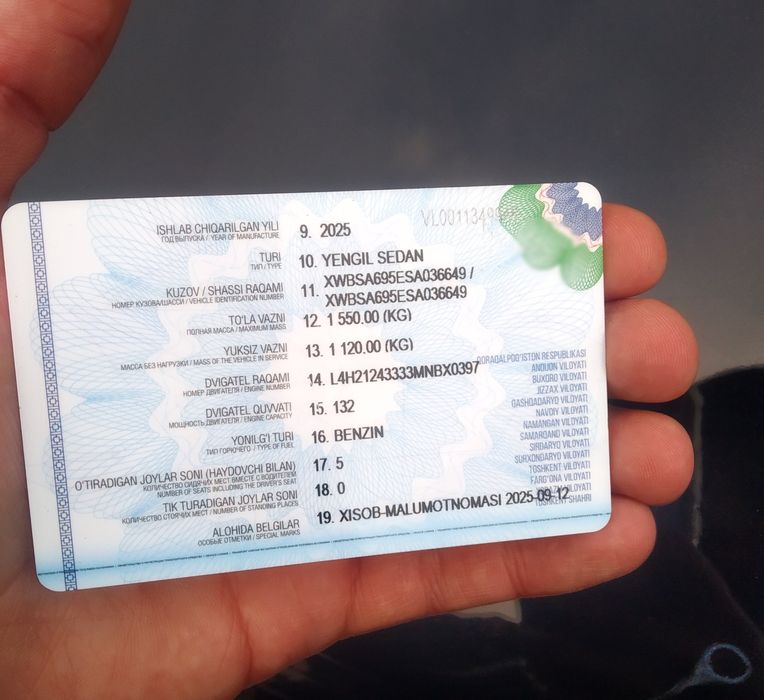 VL0011349
ISHLAB CHIQARILGAN YILI 9. 2025
ГОД ВЫПУСКА / YEAR OF MANUFACTURE
TURI 10. YENGIL SEDAN
ТИП / TYPE
KUZOV / SHASSI RAQAMI 11. XWBSA695ESA036649 /
НОМЕР КУЗОВА/ШАССИ / VEHICLE IDENTIFICATION NUMBER XWBSA695ESA036649
TO'LA VAZNI 12. 1 550.00 (KG)
ПОЛНАЯ МАССА / MAXIMUM MASS
YUKSIZ VAZNI 13. 1 120.00 (KG)
МАССА БЕЗ НАГРУЗКИ / MASS OF THE VEHICLE IN SERVICE
DVIGATEL RAQAMI 14. L4H21243333MNBX0397
НОМЕР ДВИГАТЕЛЯ / ENGINE NUMBER
DVIGATEL QUVVATI 15. 132
МОЩНОСТЬ ДВИГАТЕЛЯ / ENGINE CAPACITY
YONILG'I TURI 16. BENZIN
ТИП ГОРЮЧЕГО / TYPE OF FUEL
O'TIRADIGAN JOYLAR SONI (HAYDOVCHI BILAN) 17. 5
КОЛИЧЕСТВО СИДЯЧИХ МЕСТ ВМЕСТЕ С ВОДИТЕЛЕМ
NUMBER OF SEATS INCLUDING THE DRIVER'S SEAT
TIK TURADIGAN JOYLAR SONI 18. 0
КОЛИЧЕСТВО СТОЯЧИХ МЕСТ / NUMBER OF STANDING PLACES
ALOHIDA BELGILAR 19. XISOB-MALUMOTNOMASI 2025-09-12
ОСОБЫЕ ОТМЕТКИ / SPECIAL MARKS
QORAQALPOG'ISTON RESPUBLIKASI
ANDIJON VILOYATI
BUXORO VILOYATI
JIZZAX VILOYATI
QASHQADARYO VILOYATI
NAVOIY VILOYATI
NAMANGAN VILOYATI
SAMARQAND VILOYATI
SIRDARYO VILOYATI
SURXONDARYO VILOYATI
TOSHKENT VILOYATI
FARG'ONA VILOYATI
VILOYATI
TOSHKENT SHAHRI